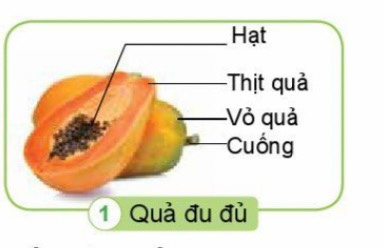 Hạt
Thịt quả
Vỏ quả
Cuống
1 Quả đu đủ